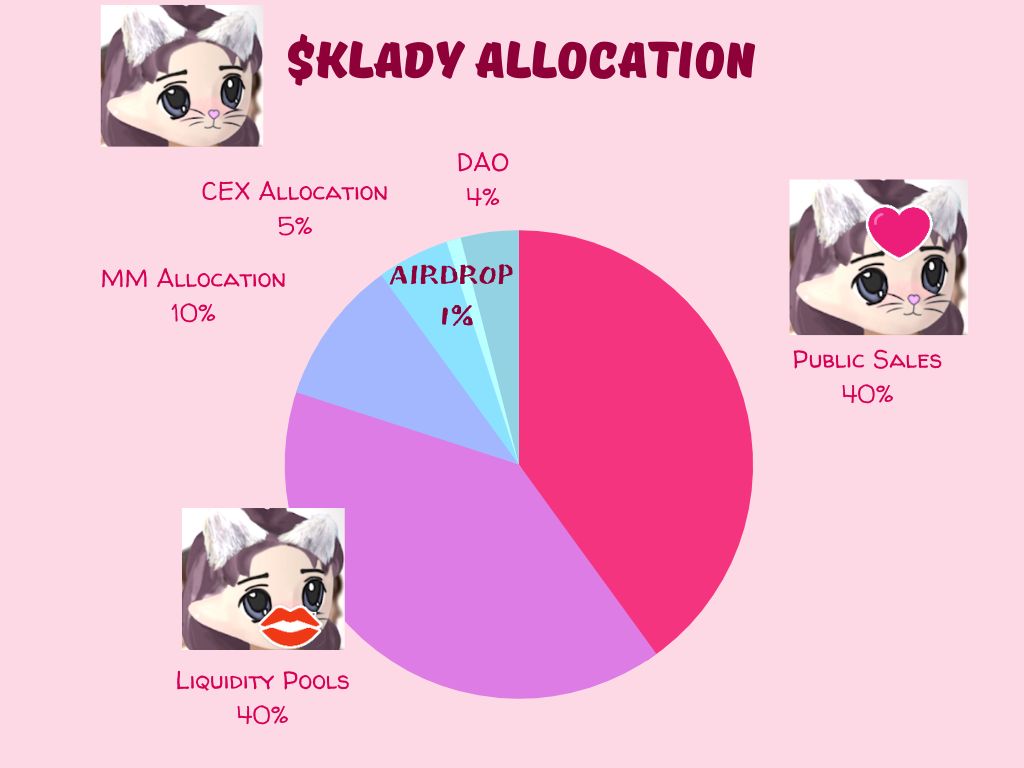 $KLADY ALLOCATION
DAO
4%
CEX Allocation
5%
MM Allocation
10%
AIRDROP
1%
Public Sales
40%
Liquidity Pools
40%